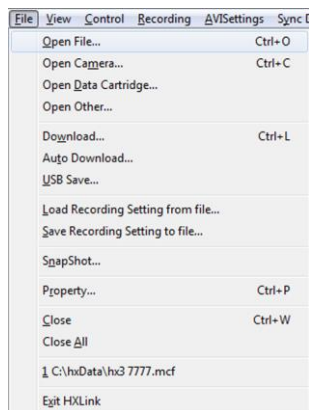 File View Control Recording AVISettings Sync
Open File... Ctrl+O
Open Camera... Ctrl+C
Open Data Cartridge...
Open Other...
Download... Ctrl+L
Auto Download...
USB Save...
Load Recording Setting from file...
Save Recording Setting to file...
SnapShot...
Property... Ctrl+P
Close Ctrl+W
Close All
1 C:\hxData\hx3 7777.mcf
Exit HXLink